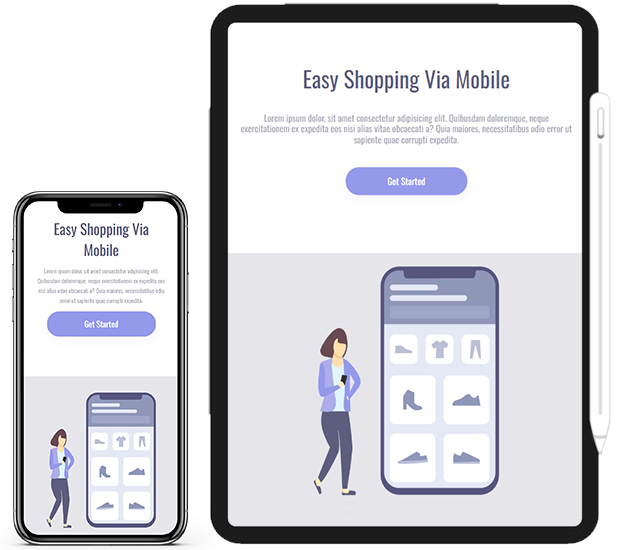 Easy Shopping Via Mobile
Lorem ipsum dolor, sit amet consectetur adipisicing elit. Quibusdam doloremque, neque
exercitationem ex expedita eos nisi alias vitae obcaecati a? Quia maiores, necessitatibus odio error ut
sapiente quae corrupti expedita.
Get Started
Easy Shopping Via
Mobile
Lorem ipsum dolor, sit amet consectetur adipisicing elit.
Quibusdam doloremque, neque exercitationem ex expedita eos
nisi alias vitae obcaecati a? Quia maiores, necessitatibus odio
error ut sapiente quae corrupti expedita.
Get Started